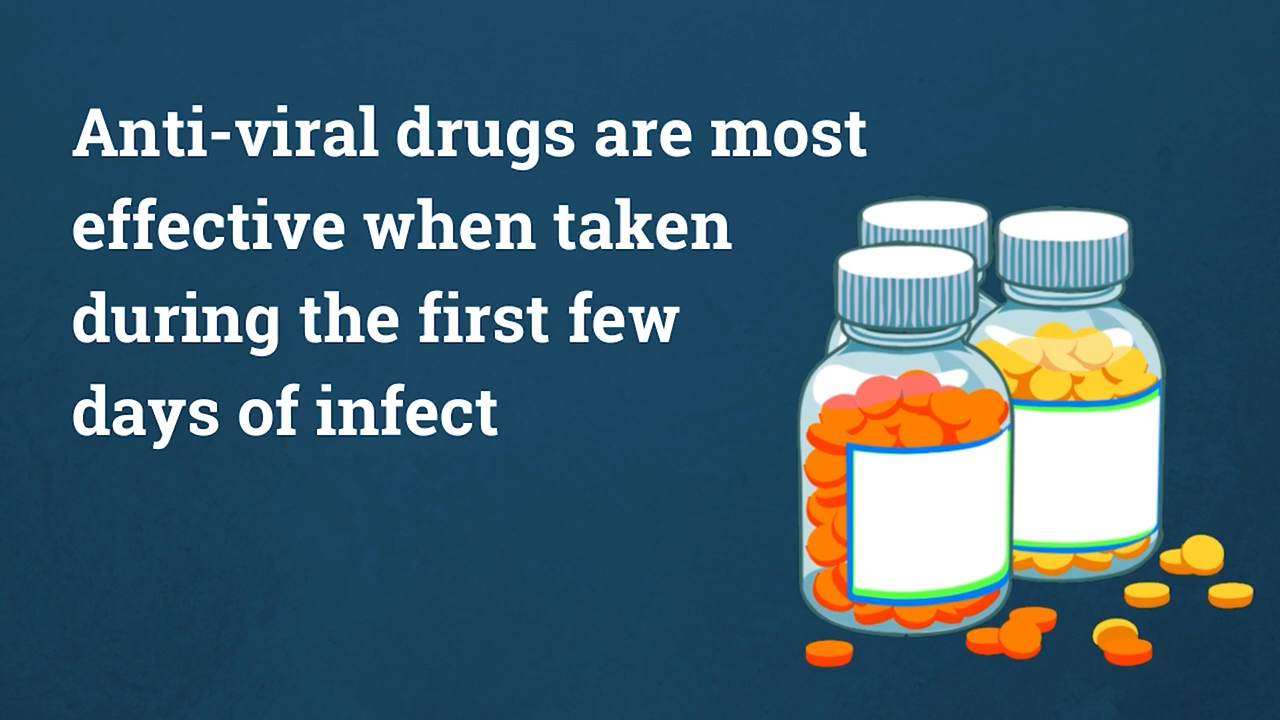 Anti-viral drugs are most
effective when taken
during the first few
days of infect